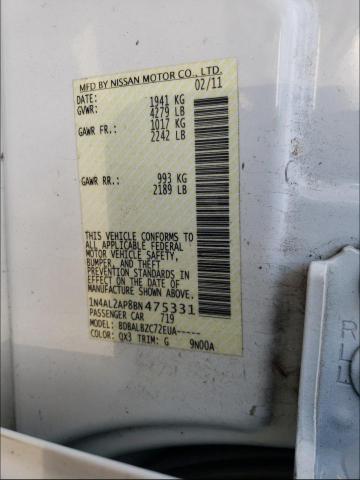 MFD BY NISSAN MOTOR CO., LTD.
DATE: 02/11
GVWR: 1941 KG
4279 LB
GAWR FR.: 1017 KG
2242 LB
GAWR RR.: 993 KG
2189 LB
THIS VEHICLE CONFORMS TO
ALL APPLICABLE FEDERAL
MOTOR VEHICLE SAFETY,
BUMPER, AND THEFT
PREVENTION STANDARDS IN
EFFECT ON THE DATE OF
MANUFACTURE SHOWN ABOVE.
1N4AL2AP8BN475331
PASSENGER CAR 719
MODEL: BDBALBZC72EUA------
COLOR: QX3 TRIM: G 9N00A